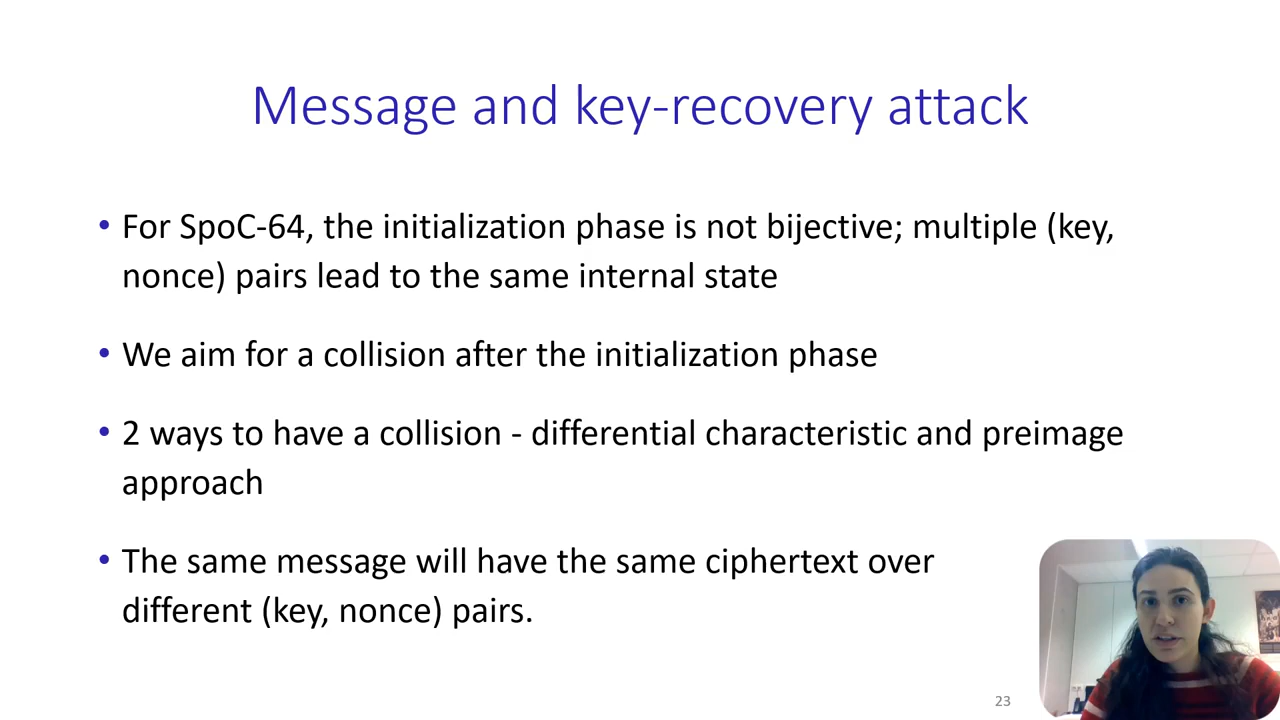 Message and key-recovery attack
• For SpoC-64, the initialization phase is not bijective; multiple (key,
nonce) pairs lead to the same internal state
• We aim for a collision after the initialization phase
• 2 ways to have a collision - differential characteristic and preimage
approach
• The same message will have the same ciphertext over
different (key, nonce) pairs.
23